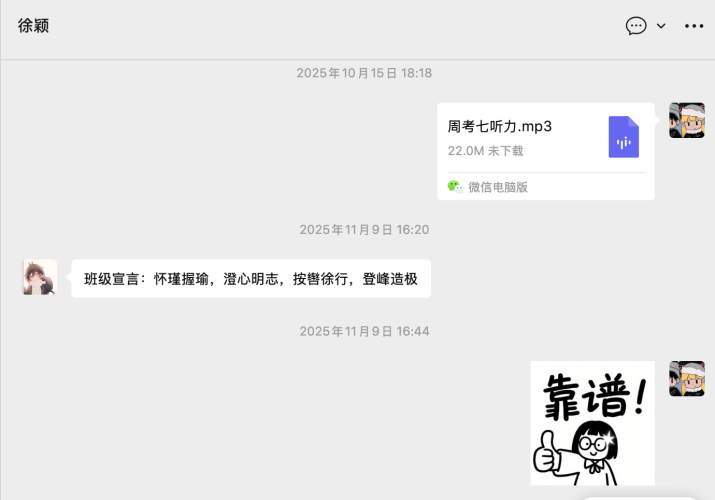 徐颖
2025年10月15日 18:18
周考七听力.mp3
22.0M 未下载
微信电脑版
2025年11月9日 16:20
班级宣言：怀瑾握瑜，澄心明志，按辔徐行，登峰造极
2025年11月9日 16:44
靠谱！